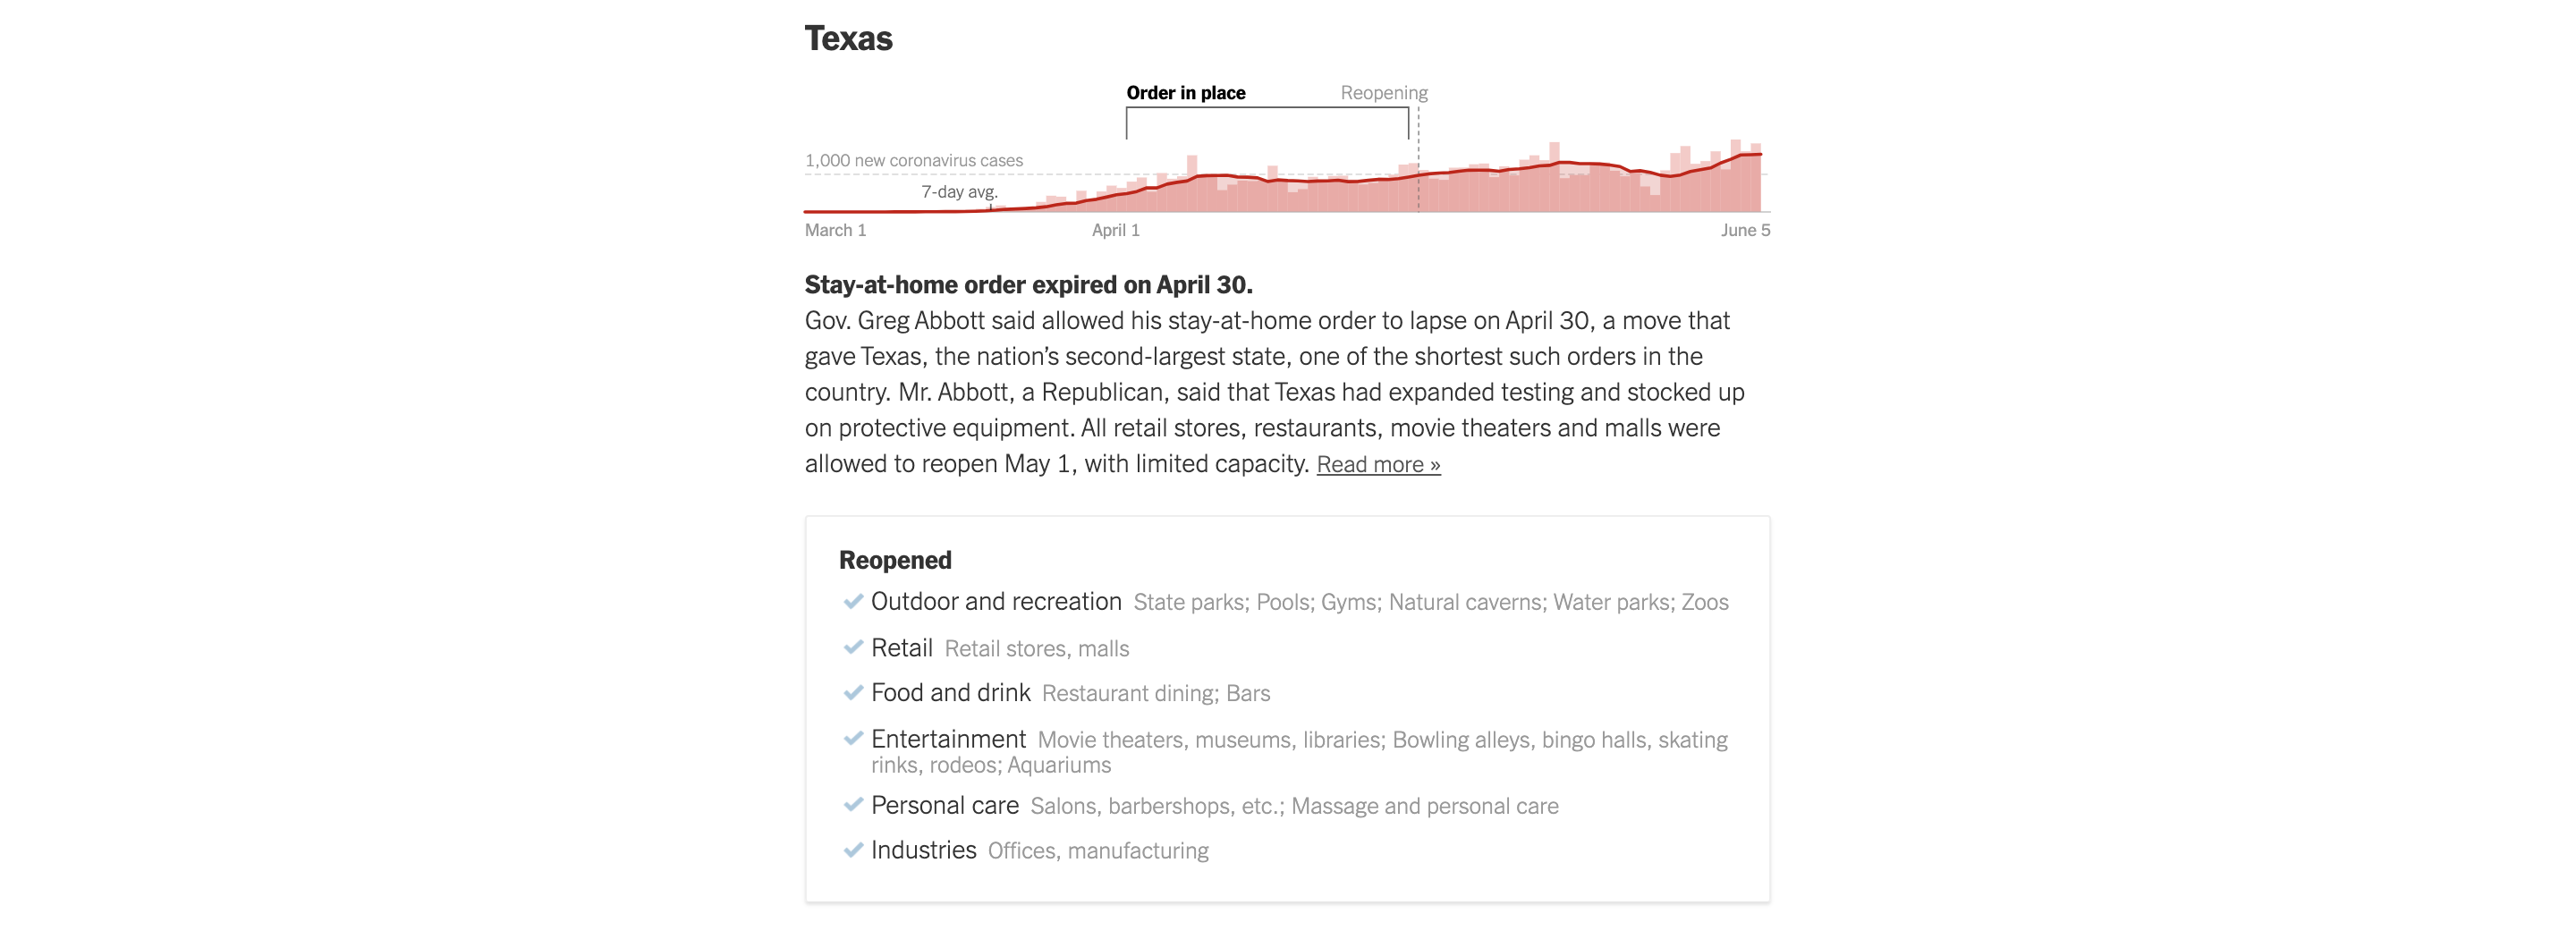 Texas
Order in place
Reopening
1,000 new coronavirus cases
7-day avg.
March 1
April 1
June 5
Stay-at-home order expired on April 30.
Gov. Greg Abbott said allowed his stay-at-home order to lapse on April 30, a move that
gave Texas, the nation’s second-largest state, one of the shortest such orders in the
country. Mr. Abbott, a Republican, said that Texas had expanded testing and stocked up
on protective equipment. All retail stores, restaurants, movie theaters and malls were
allowed to reopen May 1, with limited capacity. Read more »
Reopened
Outdoor and recreation State parks; Pools; Gyms; Natural caverns; Water parks; Zoos
Retail Retail stores, malls
Food and drink Restaurant dining; Bars
Entertainment Movie theaters, museums, libraries; Bowling alleys, bingo halls, skating
rinks, rodeos; Aquariums
Personal care Salons, barbershops, etc.; Massage and personal care
Industries Offices, manufacturing